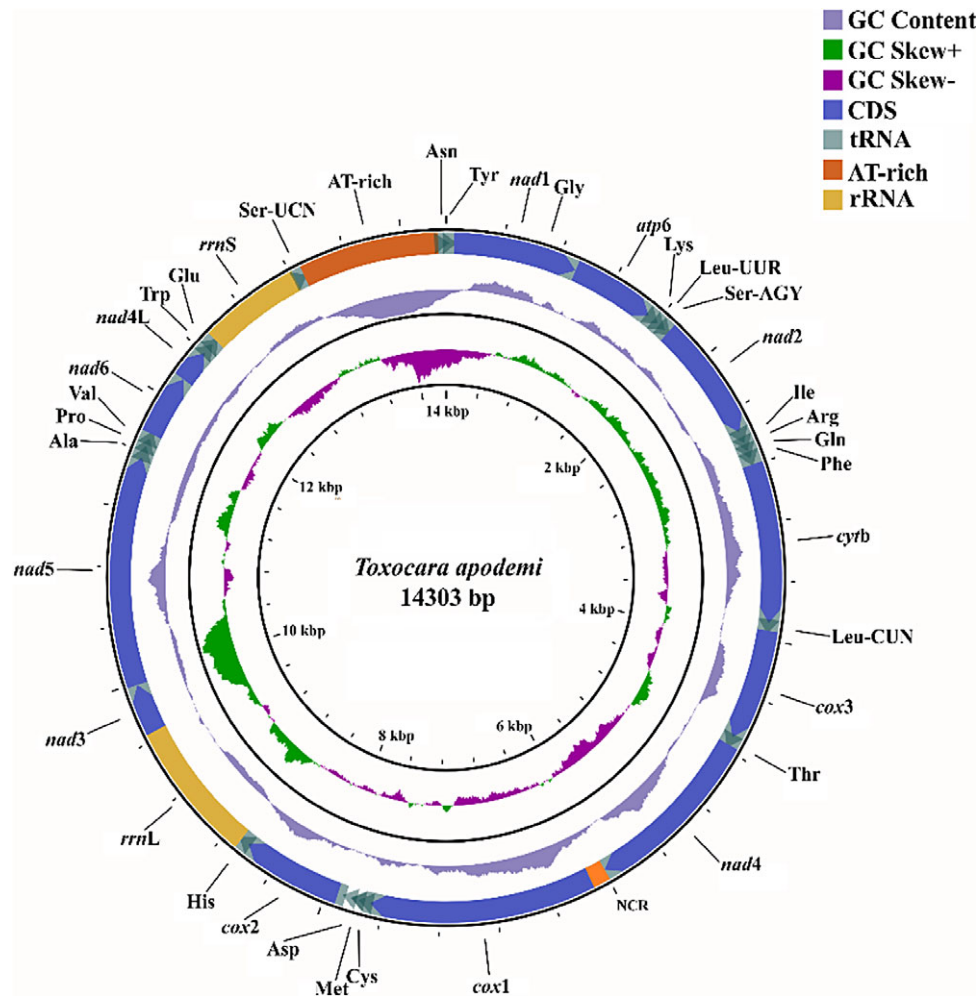 GC Content
GC Skew+
GC Skew-
CDS
tRNA
AT-rich
rRNA
Asn
Tyr
nad1
Gly
atp6
Lys
Leu-UUR
Ser-AGY
nad2
Ile
Arg
Gln
Phe
cytb
Leu-CUN
cox3
Thr
nad4
NCR
cox1
Cys
Met
Asp
cox2
His
rrnL
nad3
nad5
Ala
Pro
Val
nad6
nad4L
Trp
Glu
rrnS
Ser-UCN
AT-rich
14 kbp
2 kbp
4 kbp
6 kbp
8 kbp
10 kbp
12 kbp
Toxocara apodemi
14303 bp